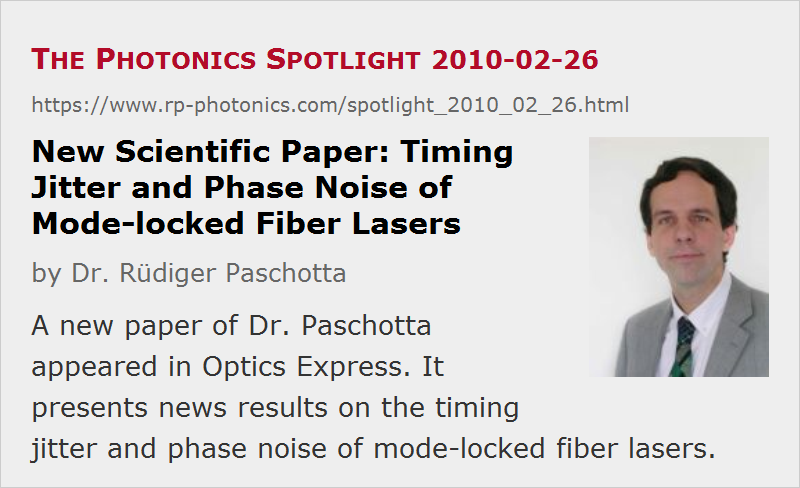 THE PHOTONICS SPOTLIGHT 2010-02-26
https://www.rp-photonics.com/spotlight_2010_02_26.html
New Scientific Paper: Timing
Jitter and Phase Noise of
Mode-locked Fiber Lasers
by Dr. Rüdiger Paschotta
A new paper of Dr. Paschotta
appeared in Optics Express. It
presents news results on the timing
jitter and phase noise of mode-locked fiber lasers.